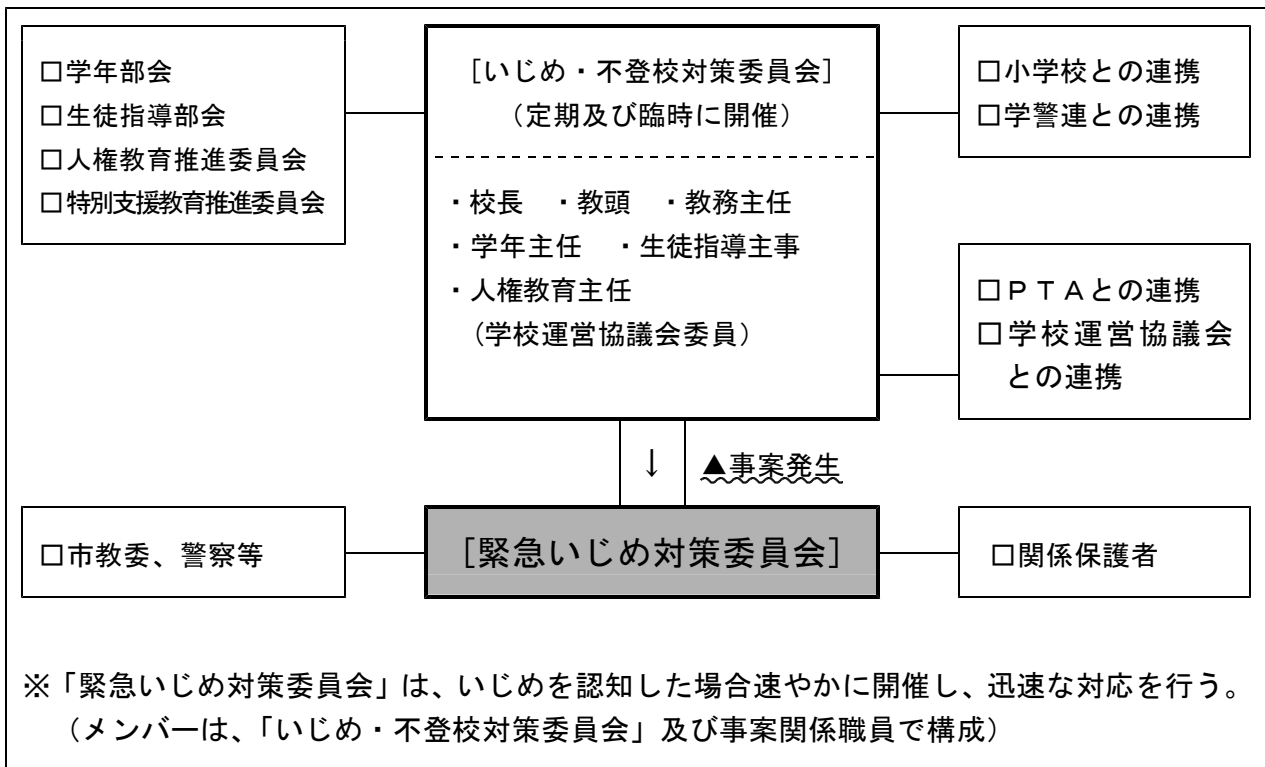 □学年部会
□生徒指導部会
□人権教育推進委員会
□特別支援教育推進委員会
[いじめ・不登校対策委員会]
（定期及び臨時に開催）
・校長　・教頭　・教務主任
・学年主任　・生徒指導主事
・人権教育主任
（学校運営協議会委員）
□小学校との連携
□学警連との連携
□ＰＴＡとの連携
□学校運営協議会
との連携
↓ ▲事案発生
□市教委、警察等
[緊急いじめ対策委員会]
□関係保護者
※「緊急いじめ対策委員会」は、いじめを認知した場合速やかに開催し、迅速な対応を行う。
（メンバーは、「いじめ・不登校対策委員会」及び事案関係職員で構成）